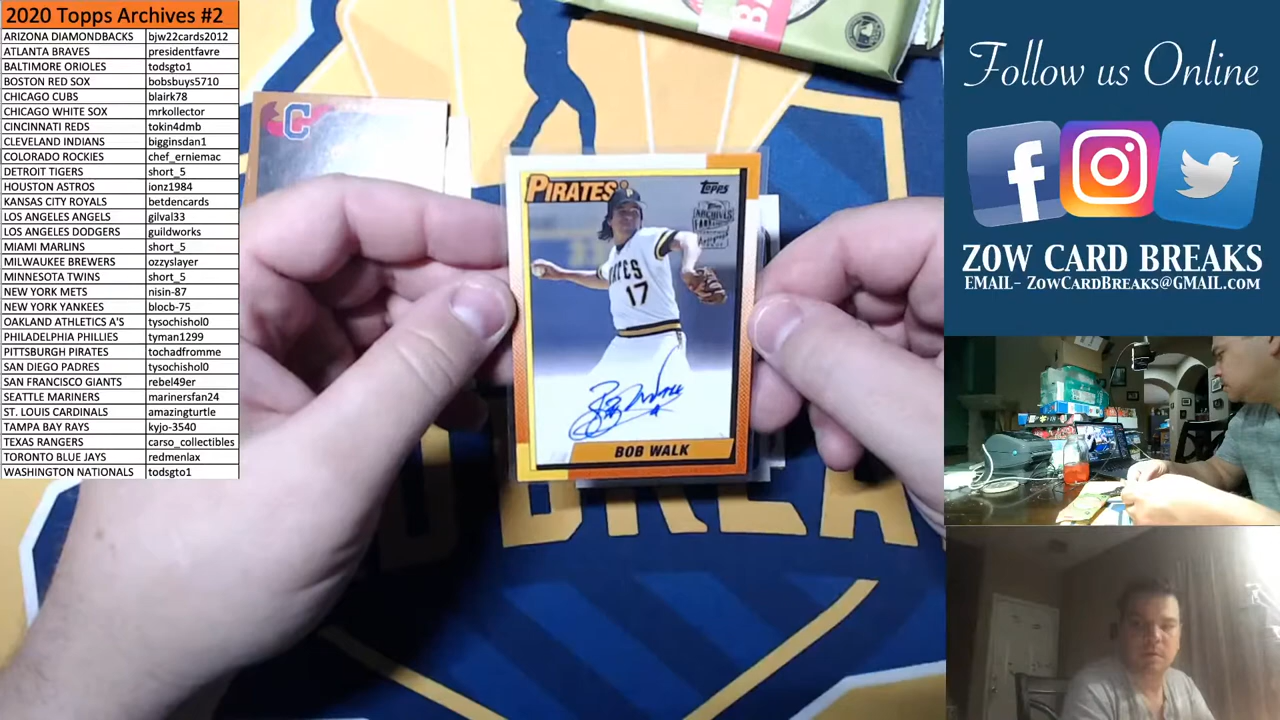 2020 Topps Archives #2
ARIZONA DIAMONDBACKS bjw22cards2012
ATLANTA BRAVES presidentfavre
BALTIMORE ORIOLES todsgto1
BOSTON RED SOX bobsbuys5710
CHICAGO CUBS blairk78
CHICAGO WHITE SOX mrkollector
CINCINNATI REDS tokin4dmb
CLEVELAND INDIANS bigginsdan1
COLORADO ROCKIES chef_erniemac
DETROIT TIGERS short_5
HOUSTON ASTROS ionz1984
KANSAS CITY ROYALS betdencards
LOS ANGELES ANGELS gilval33
LOS ANGELES DODGERS guildworks
MIAMI MARLINS short_5
MILWAUKEE BREWERS ozzyslayer
MINNESOTA TWINS short_5
NEW YORK METS nisin-87
NEW YORK YANKEES blocb-75
OAKLAND ATHLETICS A'S tysochishol0
PHILADELPHIA PHILLIES tyman1299
PITTSBURGH PIRATES tochadfromme
SAN DIEGO PADRES tysochishol0
SAN FRANCISCO GIANTS rebel49er
SEATTLE MARINERS marinersfan24
ST. LOUIS CARDINALS amazingturtle
TAMPA BAY RAYS kyjo-3540
TEXAS RANGERS carso_collectibles
TORONTO BLUE JAYS redmenlax
WASHINGTON NATIONALS todsgto1
C
PIRATES
TOPPS
ARCHIVES
17
BOB WALK
Follow us Online
ZOW CARD BREAKS
EMAIL- ZOWCARDBREAKS@GMAIL.COM